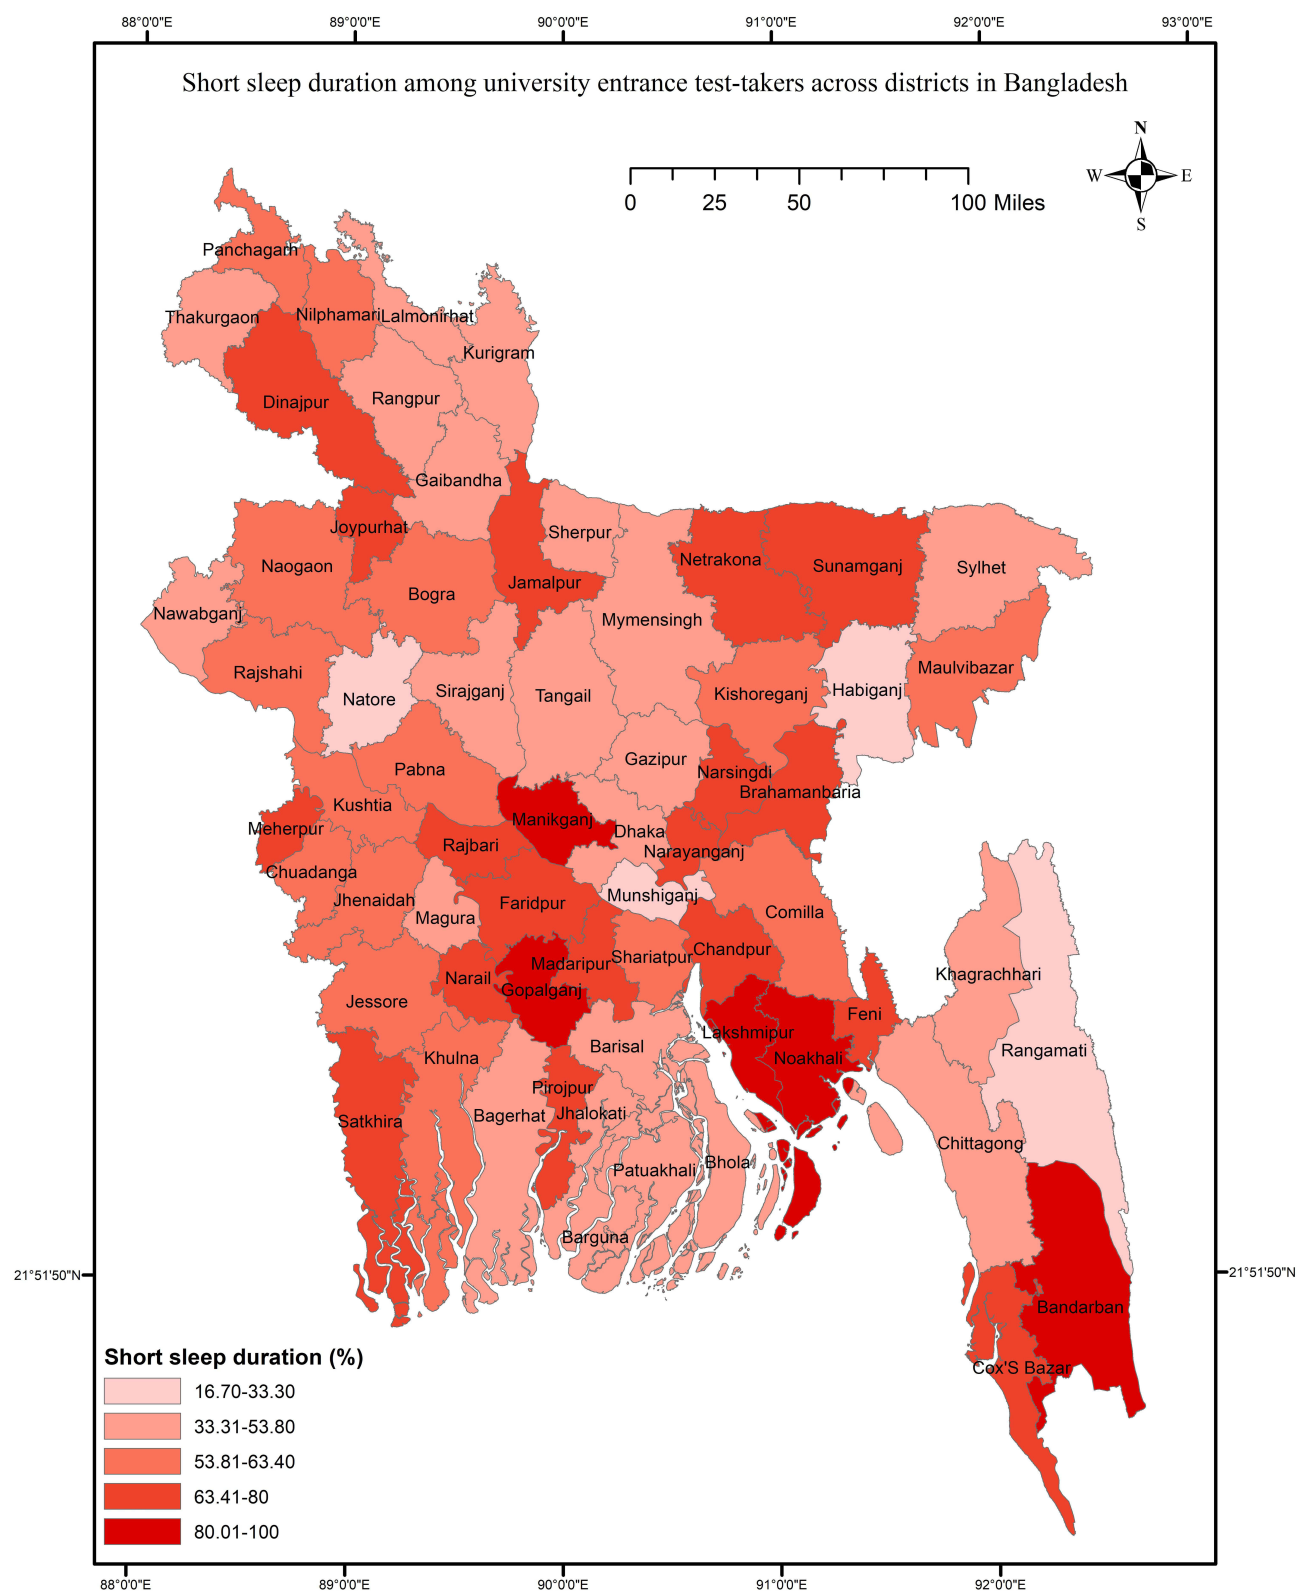 88°0'0"E 89°0'0"E 90°0'0"E 91°0'0"E 92°0'0"E 93°0'0"E
Short sleep duration among university entrance test-takers across districts in Bangladesh
N
W E
S
0 25 50 100 Miles
Panchagarh
Thakurgaon Nilphamari Lalmonirhat
Kurigram
Dinajpur Rangpur
Gaibandha
Joypurhat Sherpur
Naogaon Netrakona Sunamganj Sylhet
Bogra Jamalpur
Nawabganj Mymensingh
Rajshahi Maulvibazar
Natore Sirajganj Tangail Kishoreganj Habiganj
Pabna Gazipur Narsingdi
Brahamanbaria
Kushtia
Meherpur Manikganj Dhaka
Rajbari Narayanganj
Chuadanga
Jhenaidah Faridpur Munshiganj
Magura Comilla
Shariatpur Chandpur
Narail Madaripur Khagrachhari
Jessore Gopalganj
Feni
Lakshmipur
Khulna Barisal Noakhali Rangamati
Pirojpur
Satkhira Bagerhat Jhalokati
Chittagong
Patuakhali Bhola
Barguna
21°51'50"N 21°51'50"N
Bandarban
Cox'S Bazar
Short sleep duration (%)
16.70-33.30
33.31-53.80
53.81-63.40
63.41-80
80.01-100
88°0'0"E 89°0'0"E 90°0'0"E 91°0'0"E 92°0'0"E